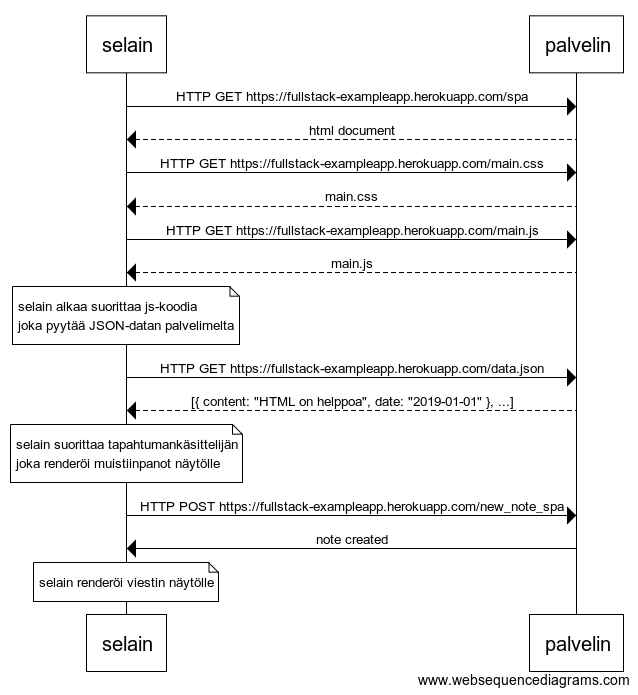 selain
palvelin
HTTP GET https://fullstack-exampleapp.herokuapp.com/spa
html document
HTTP GET https://fullstack-exampleapp.herokuapp.com/main.css
main.css
HTTP GET https://fullstack-exampleapp.herokuapp.com/main.js
main.js
selain alkaa suorittaa js-koodia
joka pyytää JSON-datan palvelimelta
HTTP GET https://fullstack-exampleapp.herokuapp.com/data.json
[{ content: "HTML on helppoa", date: "2019-01-01" }, ...]
selain suorittaa tapahtumankäsittelijän
joka renderöi muistiinpanot näytölle
HTTP POST https://fullstack-exampleapp.herokuapp.com/new_note_spa
note created
selain renderöi viestin näytölle
selain
palvelin
www.websequencediagrams.com